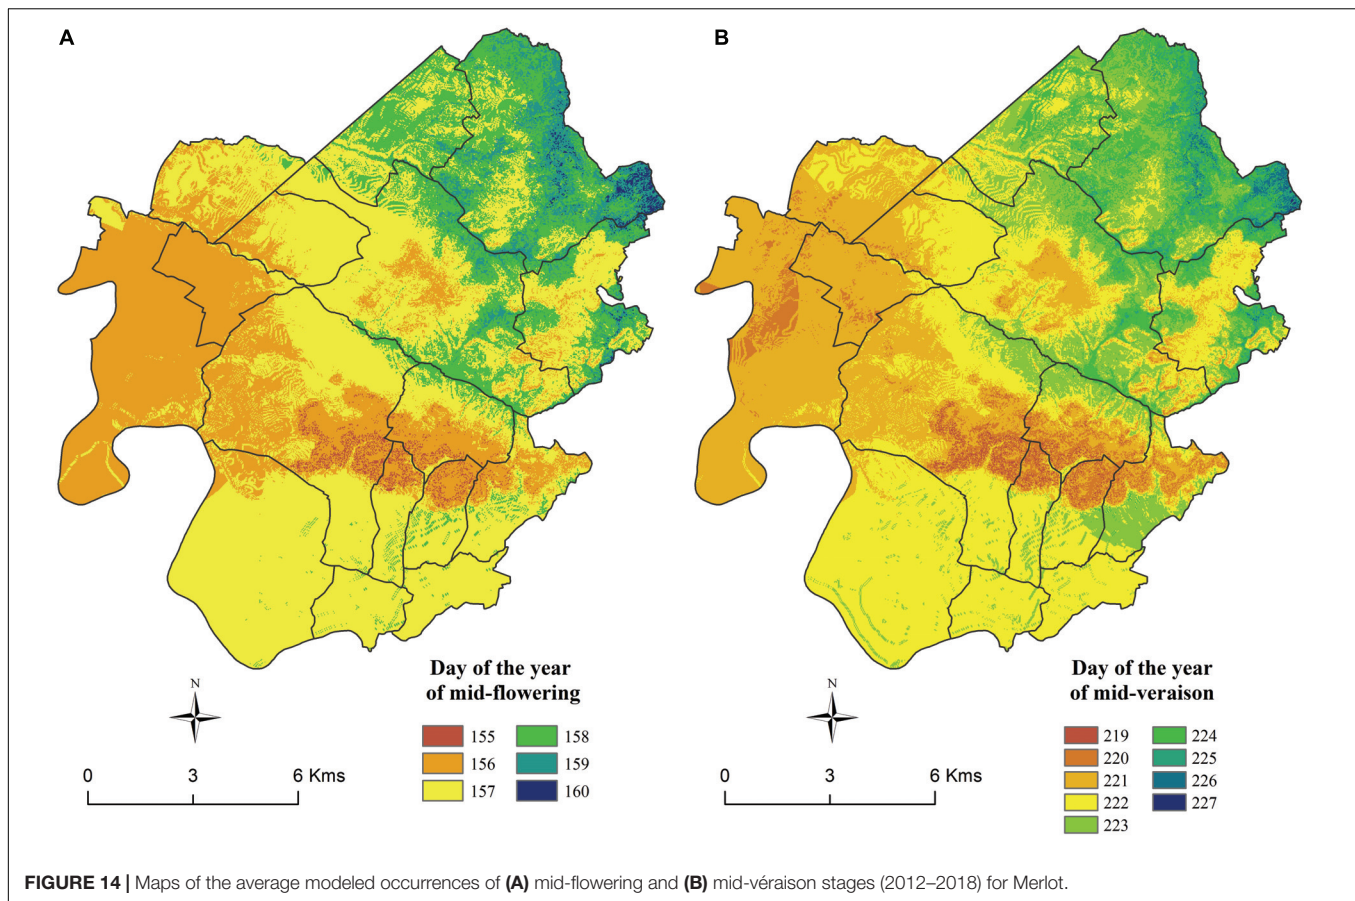 A
B
Day of the year
of mid-flowering
N
155
156
157
158
159
160
0 3 6 Kms
Day of the year
of mid-veraison
N
219
220
221
222
223
224
225
226
227
0 3 6 Kms
FIGURE 14 | Maps of the average modeled occurrences of (A) mid-flowering and (B) mid-véraison stages (2012–2018) for Merlot.